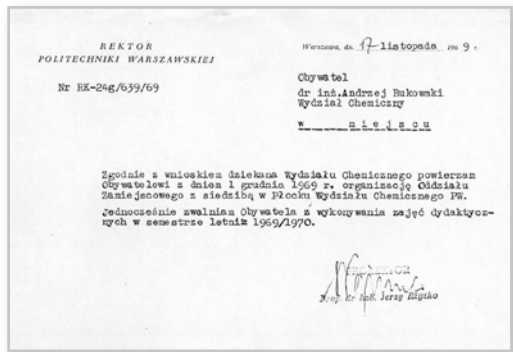 REKTOR
POLITECHNIKI WARSZAWSKIEJ
Nr RK-24g/639/69
Warszawa, dn. 17 listopada 196 9 r.
Obywatel
dr inż.Andrzej Bukowski
Wydział Chemiczny
w miejscu
Zgodnie z wnioskiem dziekana Wydziału Chemicznego powierzam
Obywatelowi z dniem 1 grudnia 1969 r. organizację Oddziału
Zamiejscowego z siedzibą w Płocku Wydziału Chemicznego PW.
Jednocześnie zwalniam Obywatela z wykonywania zajęć dydaktycz-
nych w semestrze letnim 1969/1970.
Prof. dr inż. Jerzy